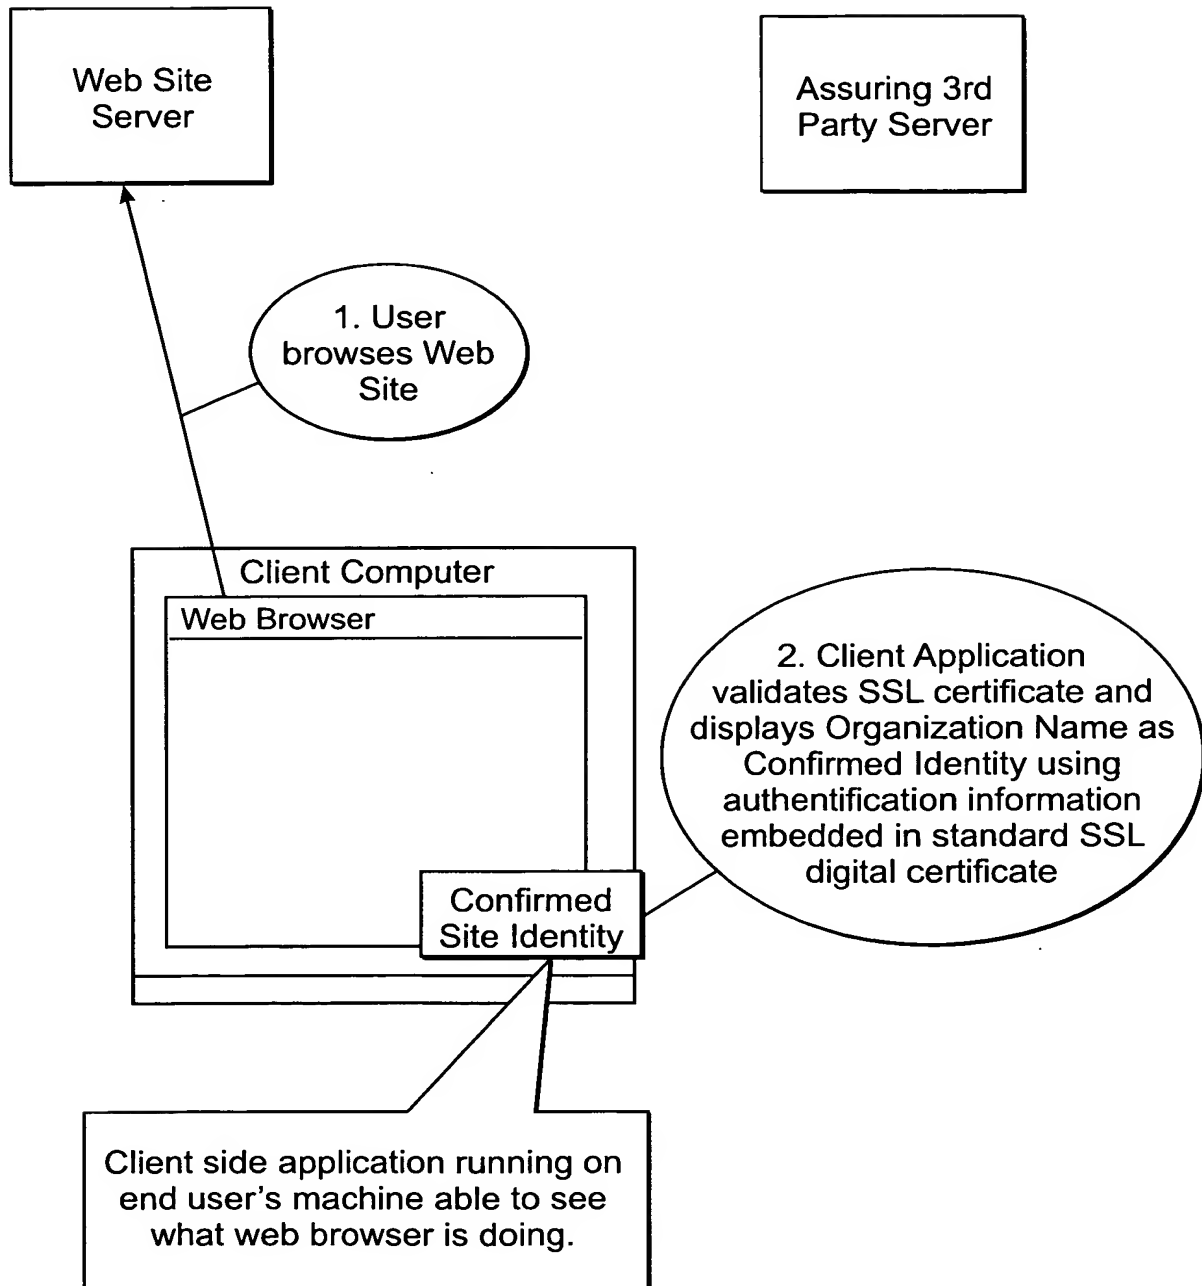 Web Site
Server
Assuring 3rd
Party Server
1. User
browses Web
Site
Client Computer
Web Browser
2. Client Application
validates SSL certificate and
displays Organization Name as
Confirmed Identity using
authentification information
embedded in standard SSL
digital certificate
Confirmed
Site Identity
Client side application running on
end user's machine able to see
what web browser is doing.